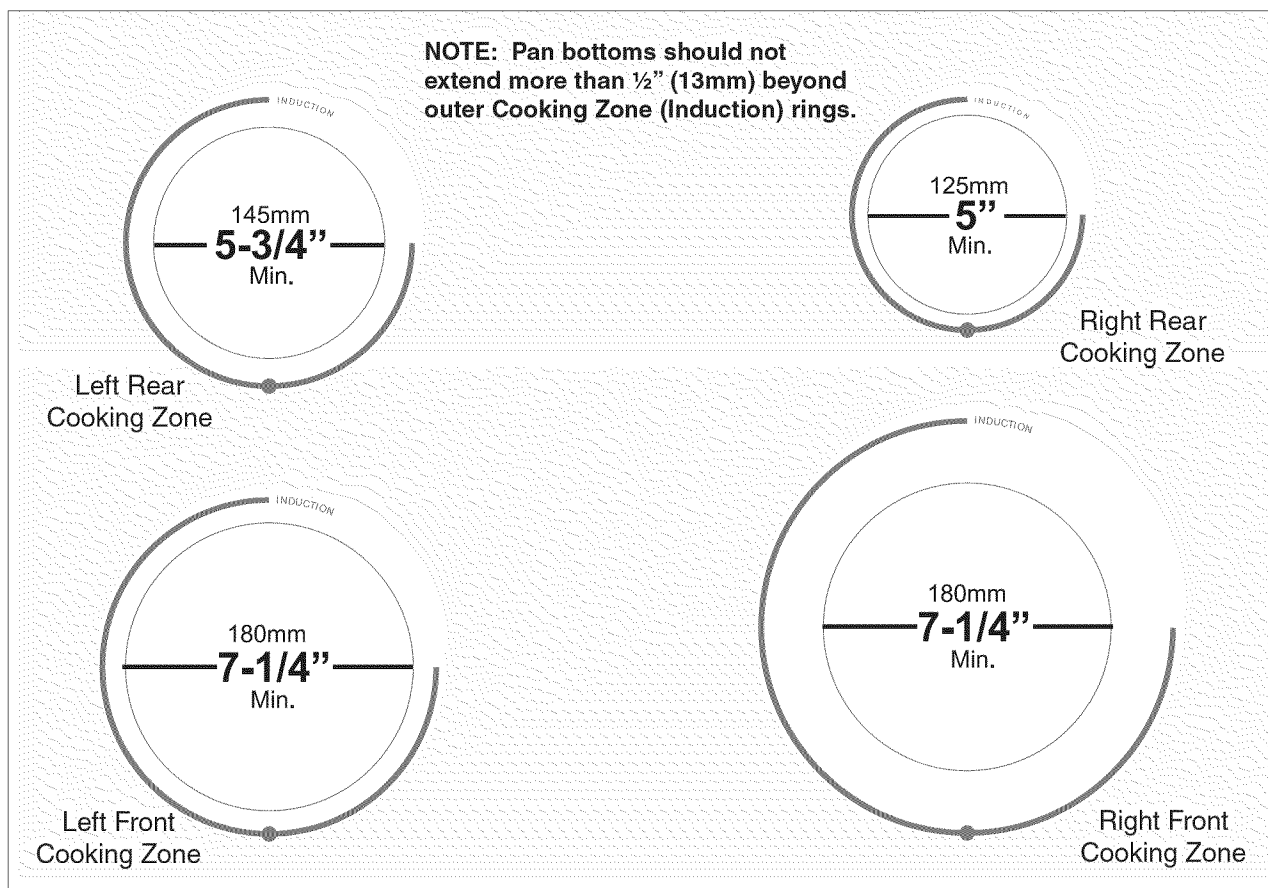 NOTE: Pan bottoms should not
extend more than ½” (13mm) beyond
outer Cooking Zone (Induction) rings.
INDUCTION
145mm
5-3/4”
Min.
Left Rear
Cooking Zone
INDUCTION
125mm
5”
Min.
Right Rear
Cooking Zone
INDUCTION
180mm
7-1/4”
Min.
Left Front
Cooking Zone
INDUCTION
180mm
7-1/4”
Min.
Right Front
Cooking Zone